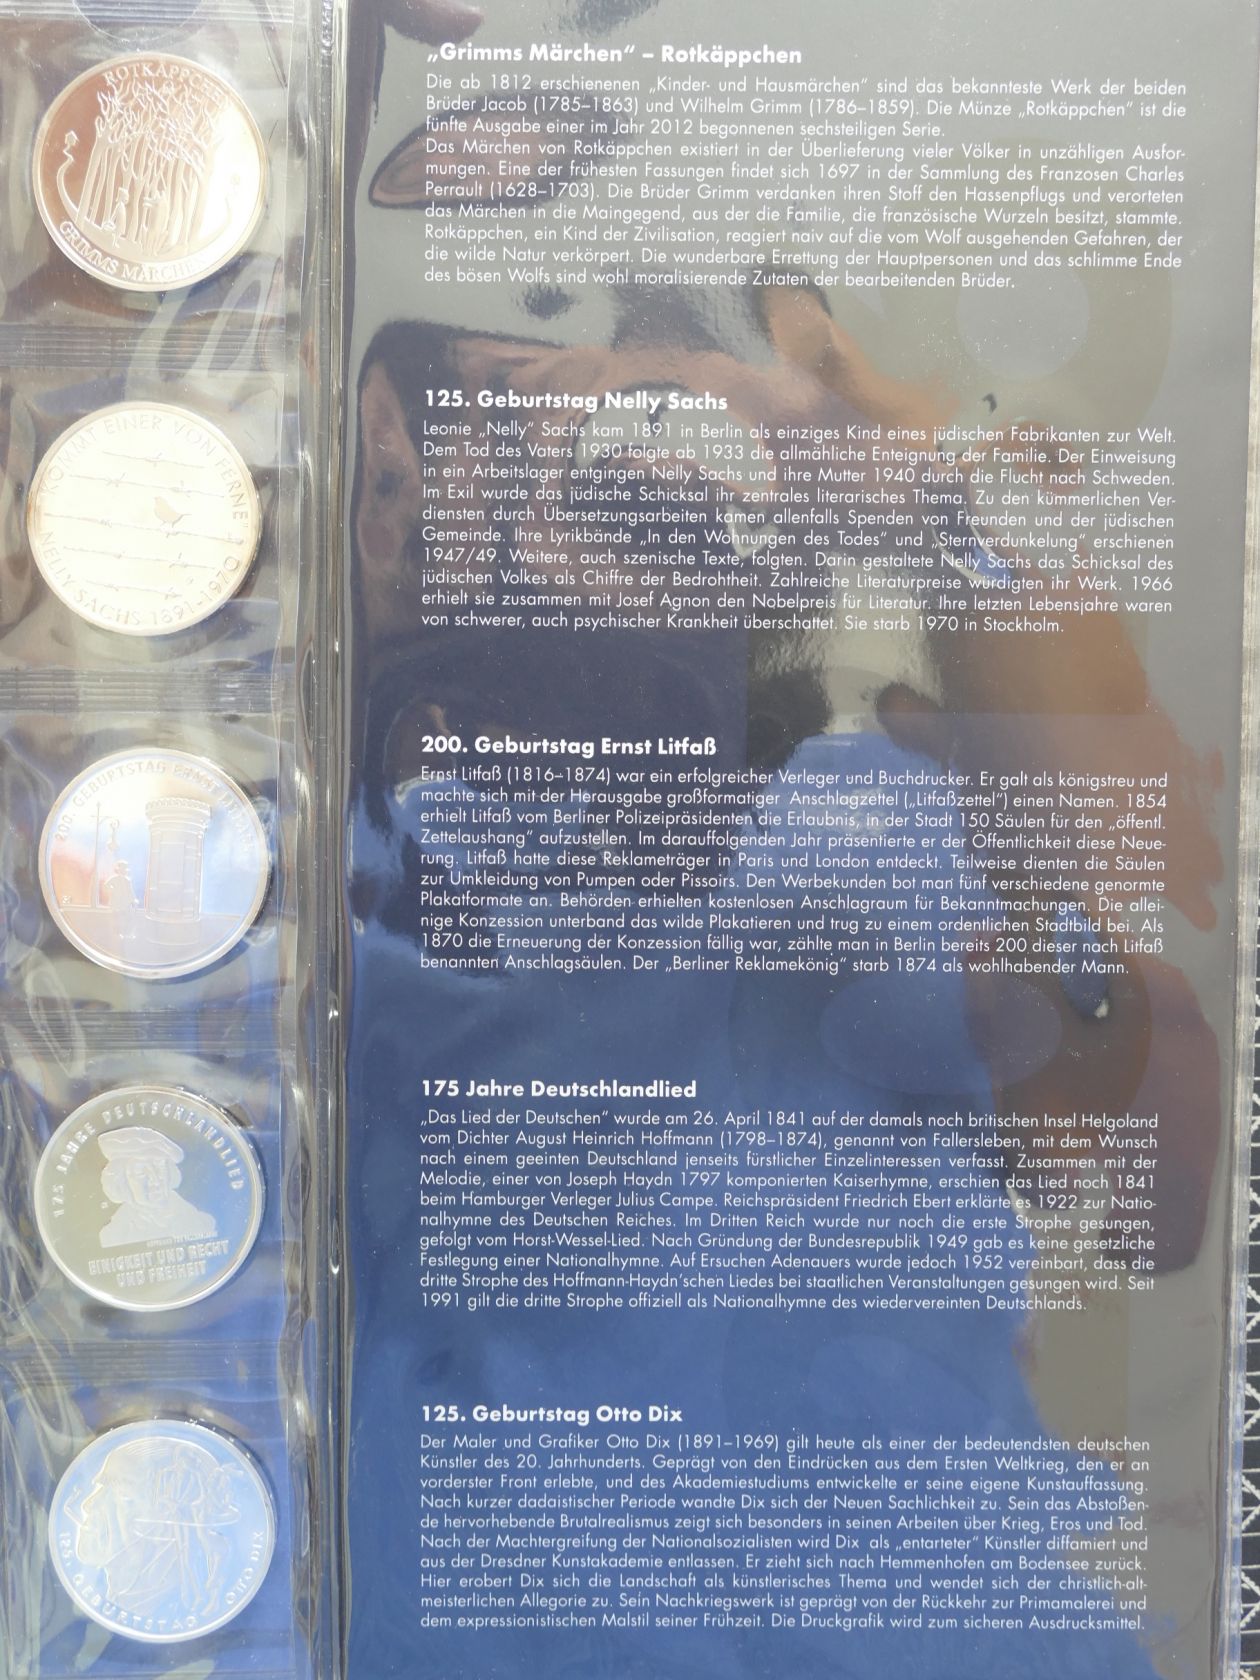 ROTKÄPPCHEN
GRIMMS MÄRCHEN
„Grimms Märchen“ – Rotkäppchen
Die ab 1812 erschienenen „Kinder- und Hausmärchen“ sind das bekannteste Werk der beiden
Brüder Jacob (1785–1863) und Wilhelm Grimm (1786–1859). Die Münze „Rotkäppchen“ ist die
fünfte Ausgabe einer im Jahr 2012 begonnenen sechsteiligen Serie.
Das Märchen von Rotkäppchen existiert in der Überlieferung vieler Völker in unzähligen Ausfor-
mungen. Eine der frühesten Fassungen findet sich 1697 in der Sammlung des Franzosen Charles
Perrault (1628–1703). Die Brüder Grimm verdanken ihren Stoff den Hassenpflugs und verorteten
das Märchen in die Maingegend, aus der die Familie, die französische Wurzeln besitzt, stammte.
Rotkäppchen, ein Kind der Zivilisation, reagiert naiv auf die vom Wolf ausgehenden Gefahren, der
die wilde Natur verkörpert. Die wunderbare Errettung der Hauptpersonen und das schlimme Ende
des bösen Wolfs sind wohl moralisierende Zutaten der bearbeitenden Brüder.
KOMMT EINER VON FERNE
NELLY SACHS 1891-1970
125. Geburtstag Nelly Sachs
Leonie „Nelly“ Sachs kam 1891 in Berlin als einziges Kind eines jüdischen Fabrikanten zur Welt.
Dem Tod des Vaters 1930 folgte ab 1933 die allmähliche Enteignung der Familie. Der Einweisung
in ein Arbeitslager entgingen Nelly Sachs und ihre Mutter 1940 durch die Flucht nach Schweden.
Im Exil wurde das jüdische Schicksal ihr zentrales literarisches Thema. Zu den kümmerlichen Ver-
diensten durch Übersetzungsarbeiten kamen allenfalls Spenden von Freunden und der jüdischen
Gemeinde. Ihre Lyrikbände „In den Wohnungen des Todes“ und „Sternverdunkelung“ erschienen
1947/49. Weitere, auch szenische Texte, folgten. Darin gestaltete Nelly Sachs das Schicksal des
jüdischen Volkes als Chiffre der Bedrohtheit. Zahlreiche Literaturpreise würdigten ihr Werk. 1966
erhielt sie zusammen mit Josef Agnon den Nobelpreis für Literatur. Ihre letzten Lebensjahre waren
von schwerer, auch psychischer Krankheit überschattet. Sie starb 1970 in Stockholm.
200. GEBURTSTAG ERNST LITFASS
200. Geburtstag Ernst Litfaß
Ernst Litfaß (1816–1874) war ein erfolgreicher Verleger und Buchdrucker. Er galt als königstreu und
machte sich mit der Herausgabe großformatiger Anschlagzettel („Litfaßzettel“) einen Namen. 1854
erhielt Litfaß vom Berliner Polizeipräsidenten die Erlaubnis, in der Stadt 150 Säulen für den „öffentl.
Zettelaushang“ aufzustellen. Im darauffolgenden Jahr präsentierte er der Öffentlichkeit diese Neue-
rung. Litfaß hatte diese Reklameträger in Paris und London entdeckt. Teilweise dienten die Säulen
zur Umkleidung von Pumpen oder Pissoirs. Den Werbekunden bot man fünf verschiedene genormte
Plakatformate an. Behörden erhielten kostenlosen Anschlagraum für Bekanntmachungen. Die allei-
nige Konzession unterband das wilde Plakatieren und trug zu einem ordentlichen Stadtbild bei. Als
1870 die Erneuerung der Konzession fällig war, zählte man in Berlin bereits 200 dieser nach Litfaß
benannten Anschlagsäulen. Der „Berliner Reklamekönig“ starb 1874 als wohlhabender Mann.
175 JAHRE DEUTSCHLANDLIED
EINIGKEIT UND RECHT
UND FREIHEIT
175 Jahre Deutschlandlied
„Das Lied der Deutschen“ wurde am 26. April 1841 auf der damals noch britischen Insel Helgoland
vom Dichter August Heinrich Hoffmann (1798–1874), genannt von Fallersleben, mit dem Wunsch
nach einem geeinten Deutschland jenseits fürstlicher Einzelinteressen verfasst. Zusammen mit der
Melodie, einer von Joseph Haydn 1797 komponierten Kaiserhymne, erschien das Lied noch 1841
beim Hamburger Verleger Julius Campe. Reichspräsident Friedrich Ebert erklärte es 1922 zur Natio-
nalhymne des Deutschen Reiches. Im Dritten Reich wurde nur noch die erste Strophe gesungen,
gefolgt vom Horst-Wessel-Lied. Nach Gründung der Bundesrepublik 1949 gab es keine gesetzliche
Festlegung einer Nationalhymne. Auf Ersuchen Adenauers wurde jedoch 1952 vereinbart, dass die
dritte Strophe des Hoffmann-Haydn'schen Liedes bei staatlichen Veranstaltungen gesungen wird. Seit
1991 gilt die dritte Strophe offiziell als Nationalhymne des wiedervereinten Deutschlands.
125. GEBURTSTAG OTTO DIX
125. Geburtstag Otto Dix
Der Maler und Grafiker Otto Dix (1891–1969) gilt heute als einer der bedeutendsten deutschen
Künstler des 20. Jahrhunderts. Geprägt von den Eindrücken aus dem Ersten Weltkrieg, den er an
vorderster Front erlebte, und des Akademiestudiums entwickelte er seine eigene Kunstauffassung.
Nach kurzer dadaistischer Periode wandte Dix sich der Neuen Sachlichkeit zu. Sein das Abstoßen-
de hervorhebende Brutalrealismus zeigt sich besonders in seinen Arbeiten über Krieg, Eros und Tod.
Nach der Machtergreifung der Nationalsozialisten wird Dix als „entarteter“ Künstler diffamiert und
aus der Dresdner Kunstakademie entlassen. Er zieht sich nach Hemmenhofen am Bodensee zurück.
Hier erobert Dix sich die Landschaft als künstlerisches Thema und wendet sich der christlich-alt-
meisterlichen Allegorie zu. Sein Nachkriegswerk ist geprägt von der Rückkehr zur Primamalerei und
dem expressionistischen Malstil seiner Frühzeit. Die Druckgrafik wird zum sicheren Ausdrucksmittel.